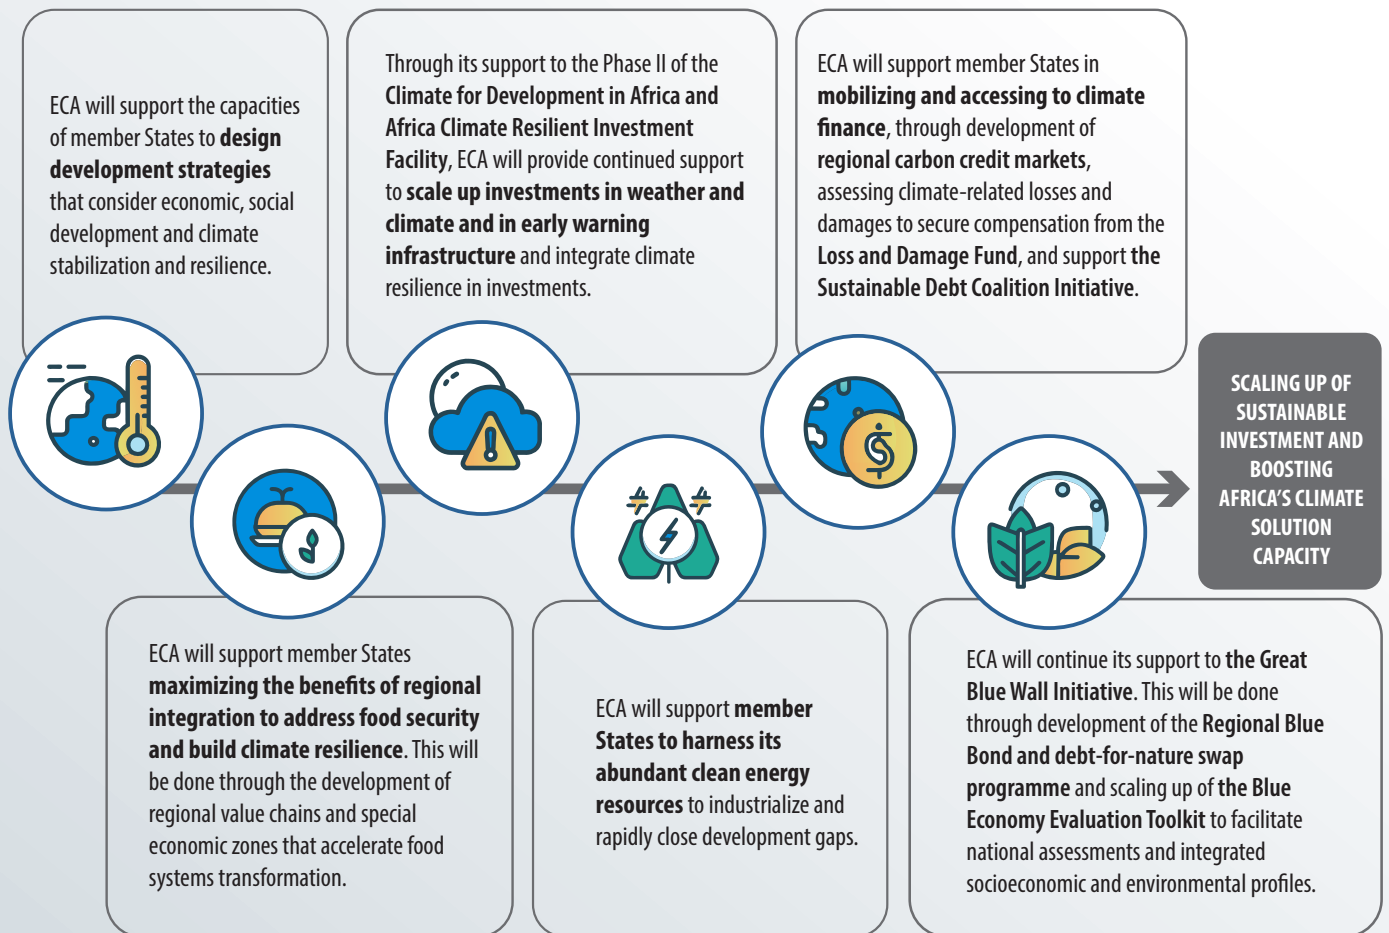 ECA will support the capacities
of member States to design
development strategies
that consider economic, social
development and climate
stabilization and resilience.
Through its support to the Phase II of the
Climate for Development in Africa and
Africa Climate Resilient Investment
Facility, ECA will provide continued support
to scale up investments in weather and
climate and in early warning
infrastructure and integrate climate
resilience in investments.
ECA will support member States in
mobilizing and accessing to climate
finance, through development of
regional carbon credit markets,
assessing climate-related losses and
damages to secure compensation from the
Loss and Damage Fund, and support the
Sustainable Debt Coalition Initiative.
SCALING UP OF
SUSTAINABLE
INVESTMENT AND
BOOSTING
AFRICA'S CLIMATE
SOLUTION
CAPACITY
ECA will support member States
maximizing the benefits of regional
integration to address food security
and build climate resilience. This will
be done through the development of
regional value chains and special
economic zones that accelerate food
systems transformation.
ECA will support member
States to harness its
abundant clean energy
resources to industrialize and
rapidly close development gaps.
ECA will continue its support to the Great
Blue Wall Initiative. This will be done
through development of the Regional Blue
Bond and debt-for-nature swap
programme and scaling up of the Blue
Economy Evaluation Toolkit to facilitate
national assessments and integrated
socioeconomic and environmental profiles.